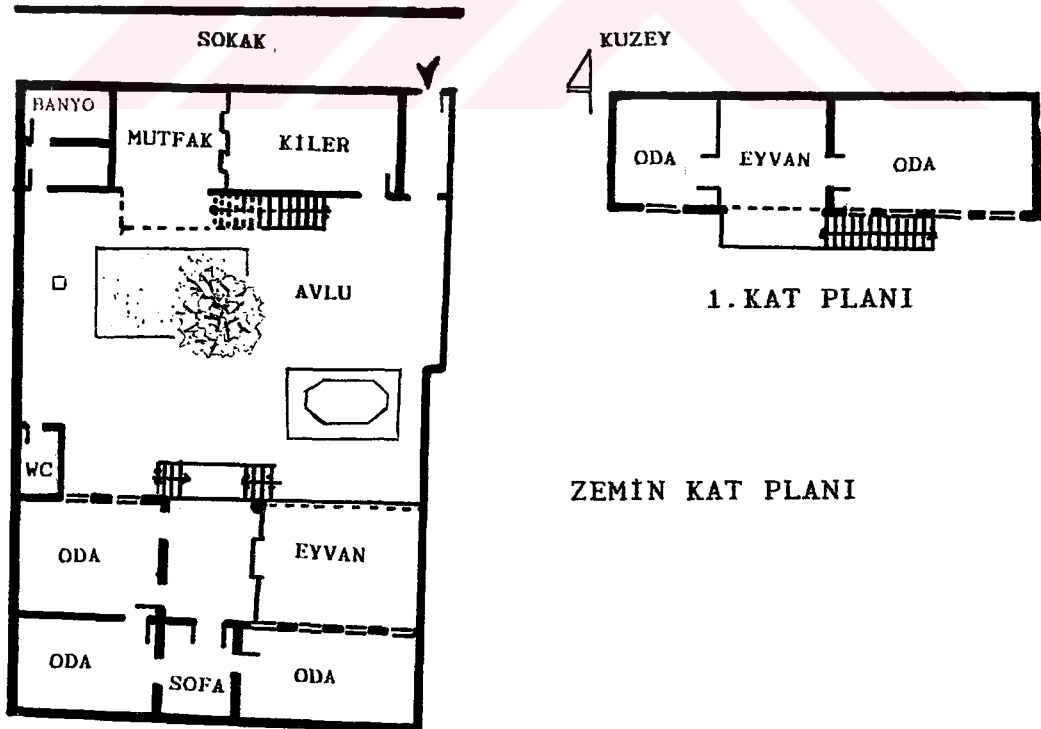 SOKAK
KUZEY
BANYO
MUTFAK
KİLER
ODA
EYVAN
ODA
AVLU
1. KAT PLANI
WC
ZEMİN KAT PLANI
ODA
EYVAN
ODA
SOFA
ODA